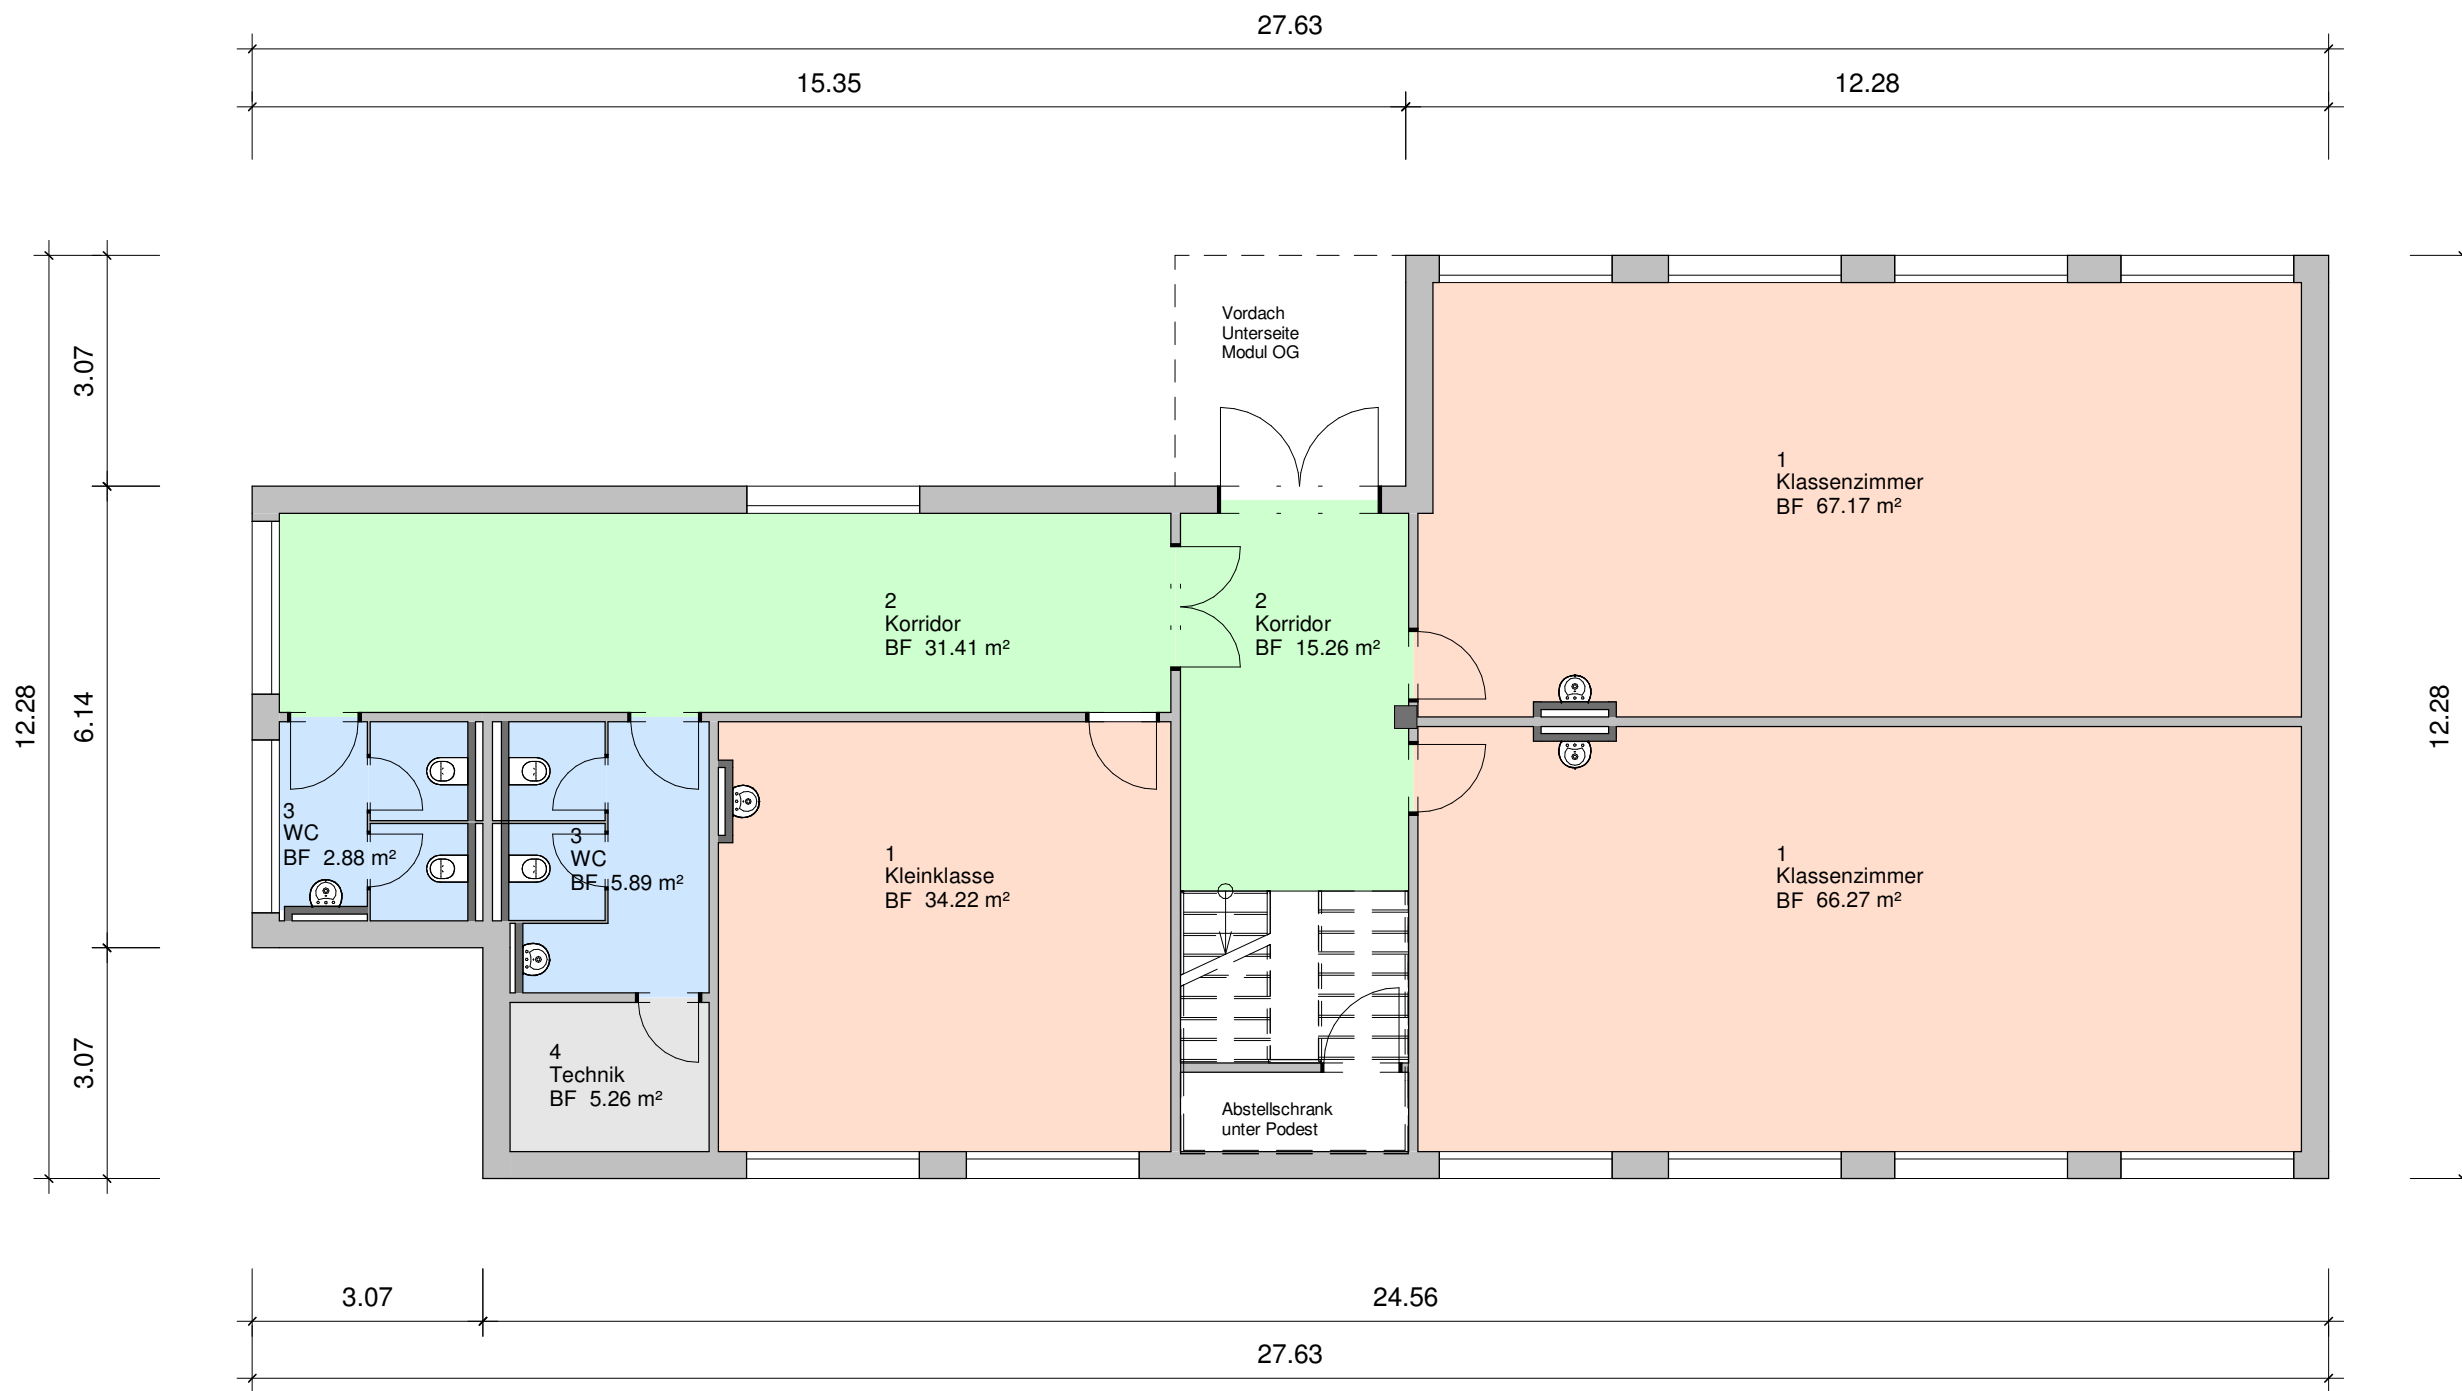 27.63
15.35
12.28
Vordach
Unterseite
Modul OG
3.07
1
Klassenzimmer
BF 67.17 m²
2
Korridor
BF 31.41 m²
2
Korridor
BF 15.26 m²
12.28
6.14
12.28
3
WC
BF 2.88 m²
3
WC
BF 5.89 m²
1
Kleinklasse
BF 34.22 m²
1
Klassenzimmer
BF 66.27 m²
3.07
4
Technik
BF 5.26 m²
Abstellschrank
unter Podest
3.07
24.56
27.63